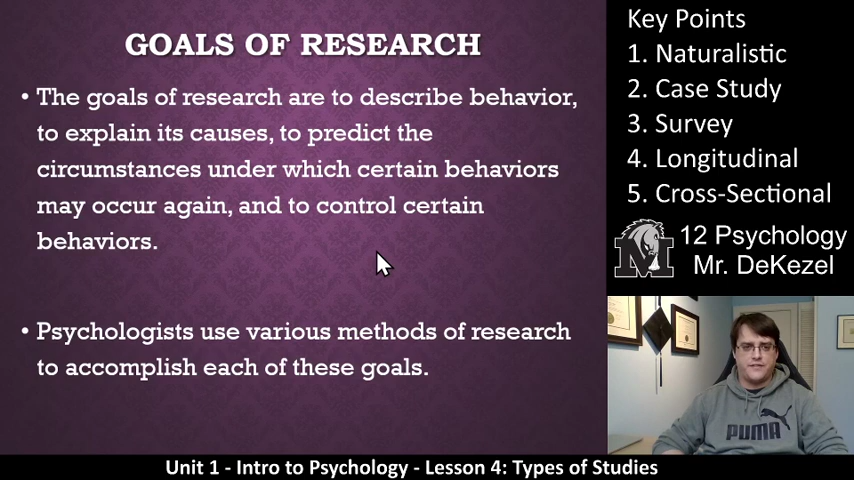 GOALS OF RESEARCH
• The goals of research are to describe behavior,
to explain its causes, to predict the
circumstances under which certain behaviors
may occur again, and to control certain
behaviors.
• Psychologists use various methods of research
to accomplish each of these goals.
Key Points
1. Naturalistic
2. Case Study
3. Survey
4. Longitudinal
5. Cross-Sectional
M
12 Psychology
Mr. DeKezel
PUMA
Unit 1 - Intro to Psychology - Lesson 4: Types of Studies